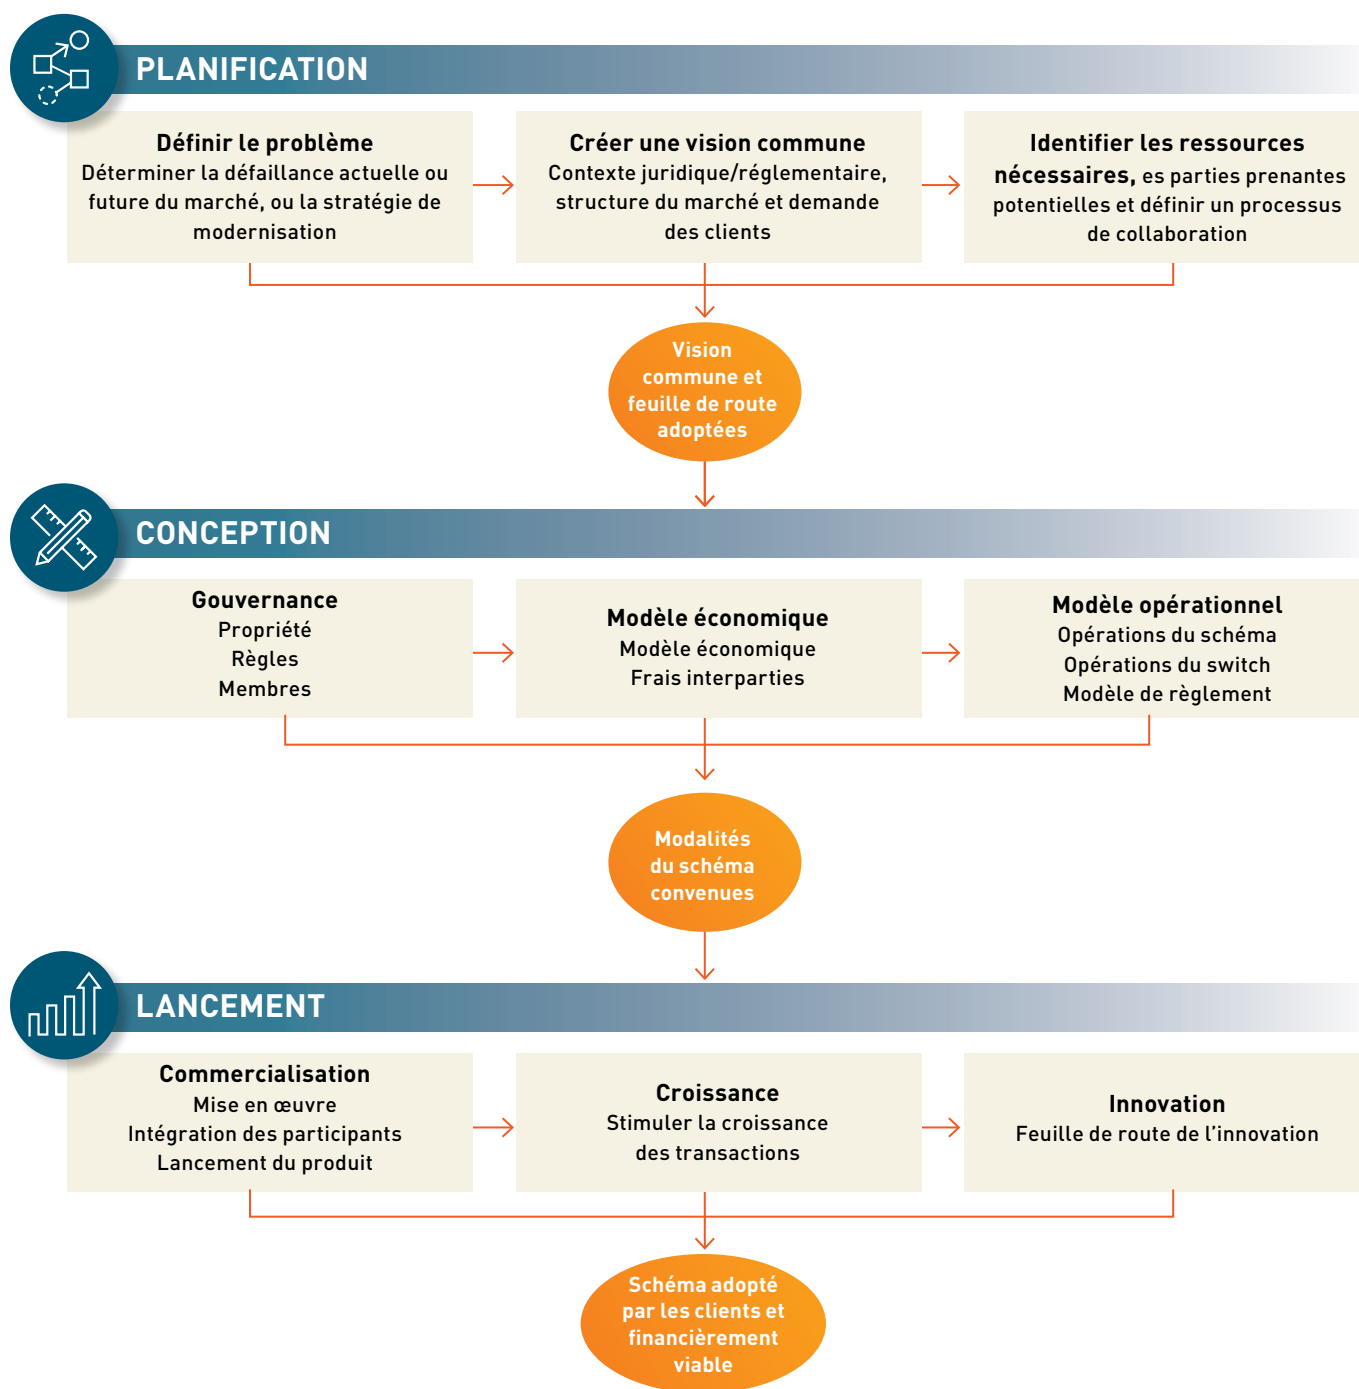 PLANIFICATION
Définir le problème
Déterminer la défaillance actuelle ou
future du marché, ou la stratégie de
modernisation
Créer une vision commune
Contexte juridique/réglementaire,
structure du marché et demande
des clients
Identifier les ressources
nécessaires, es parties prenantes
potentielles et définir un processus
de collaboration
Vision
commune et
feuille de route
adoptées
CONCEPTION
Gouvernance
Propriété
Règles
Membres
Modèle économique
Modèle économique
Frais interparties
Modèle opérationnel
Opérations du schéma
Opérations du switch
Modèle de règlement
Modalités
du schéma
convenues
LANCEMENT
Commercialisation
Mise en œuvre
Intégration des participants
Lancement du produit
Croissance
Stimuler la croissance
des transactions
Innovation
Feuille de route de l’innovation
Schéma adopté
par les clients et
financièrement
viable